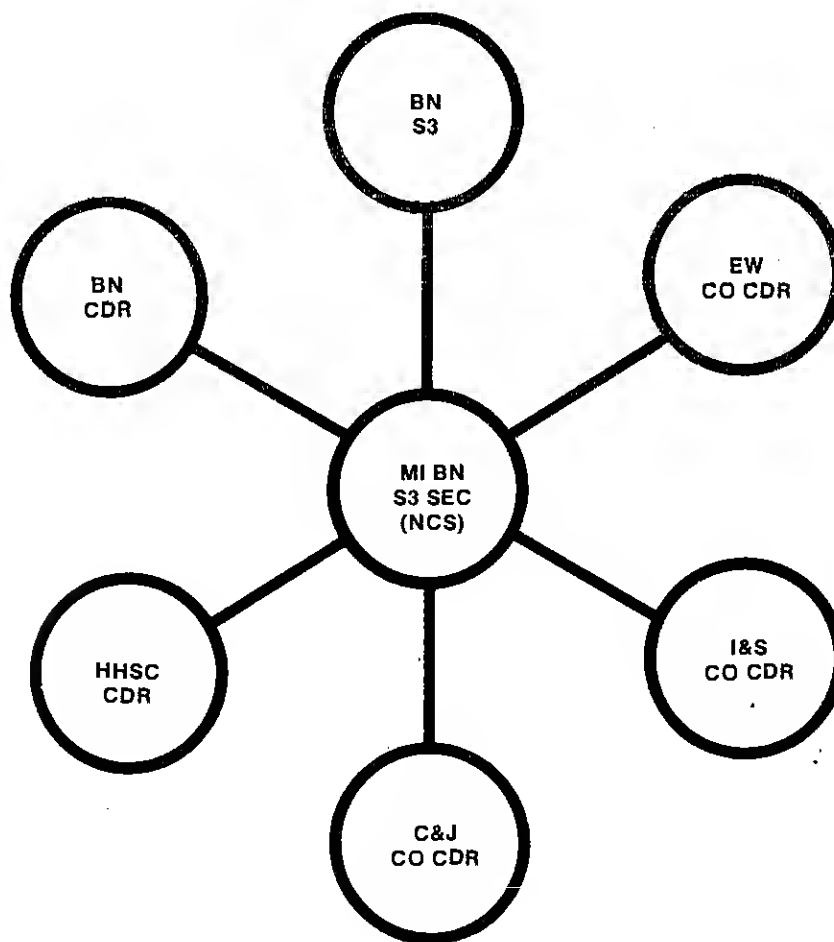 BN
S3
BN
CDR
EW
CO CDR
MI BN
S3 SEC
(NCS)
HHSC
CDR
I&S
CO CDR
C&J
CO CDR